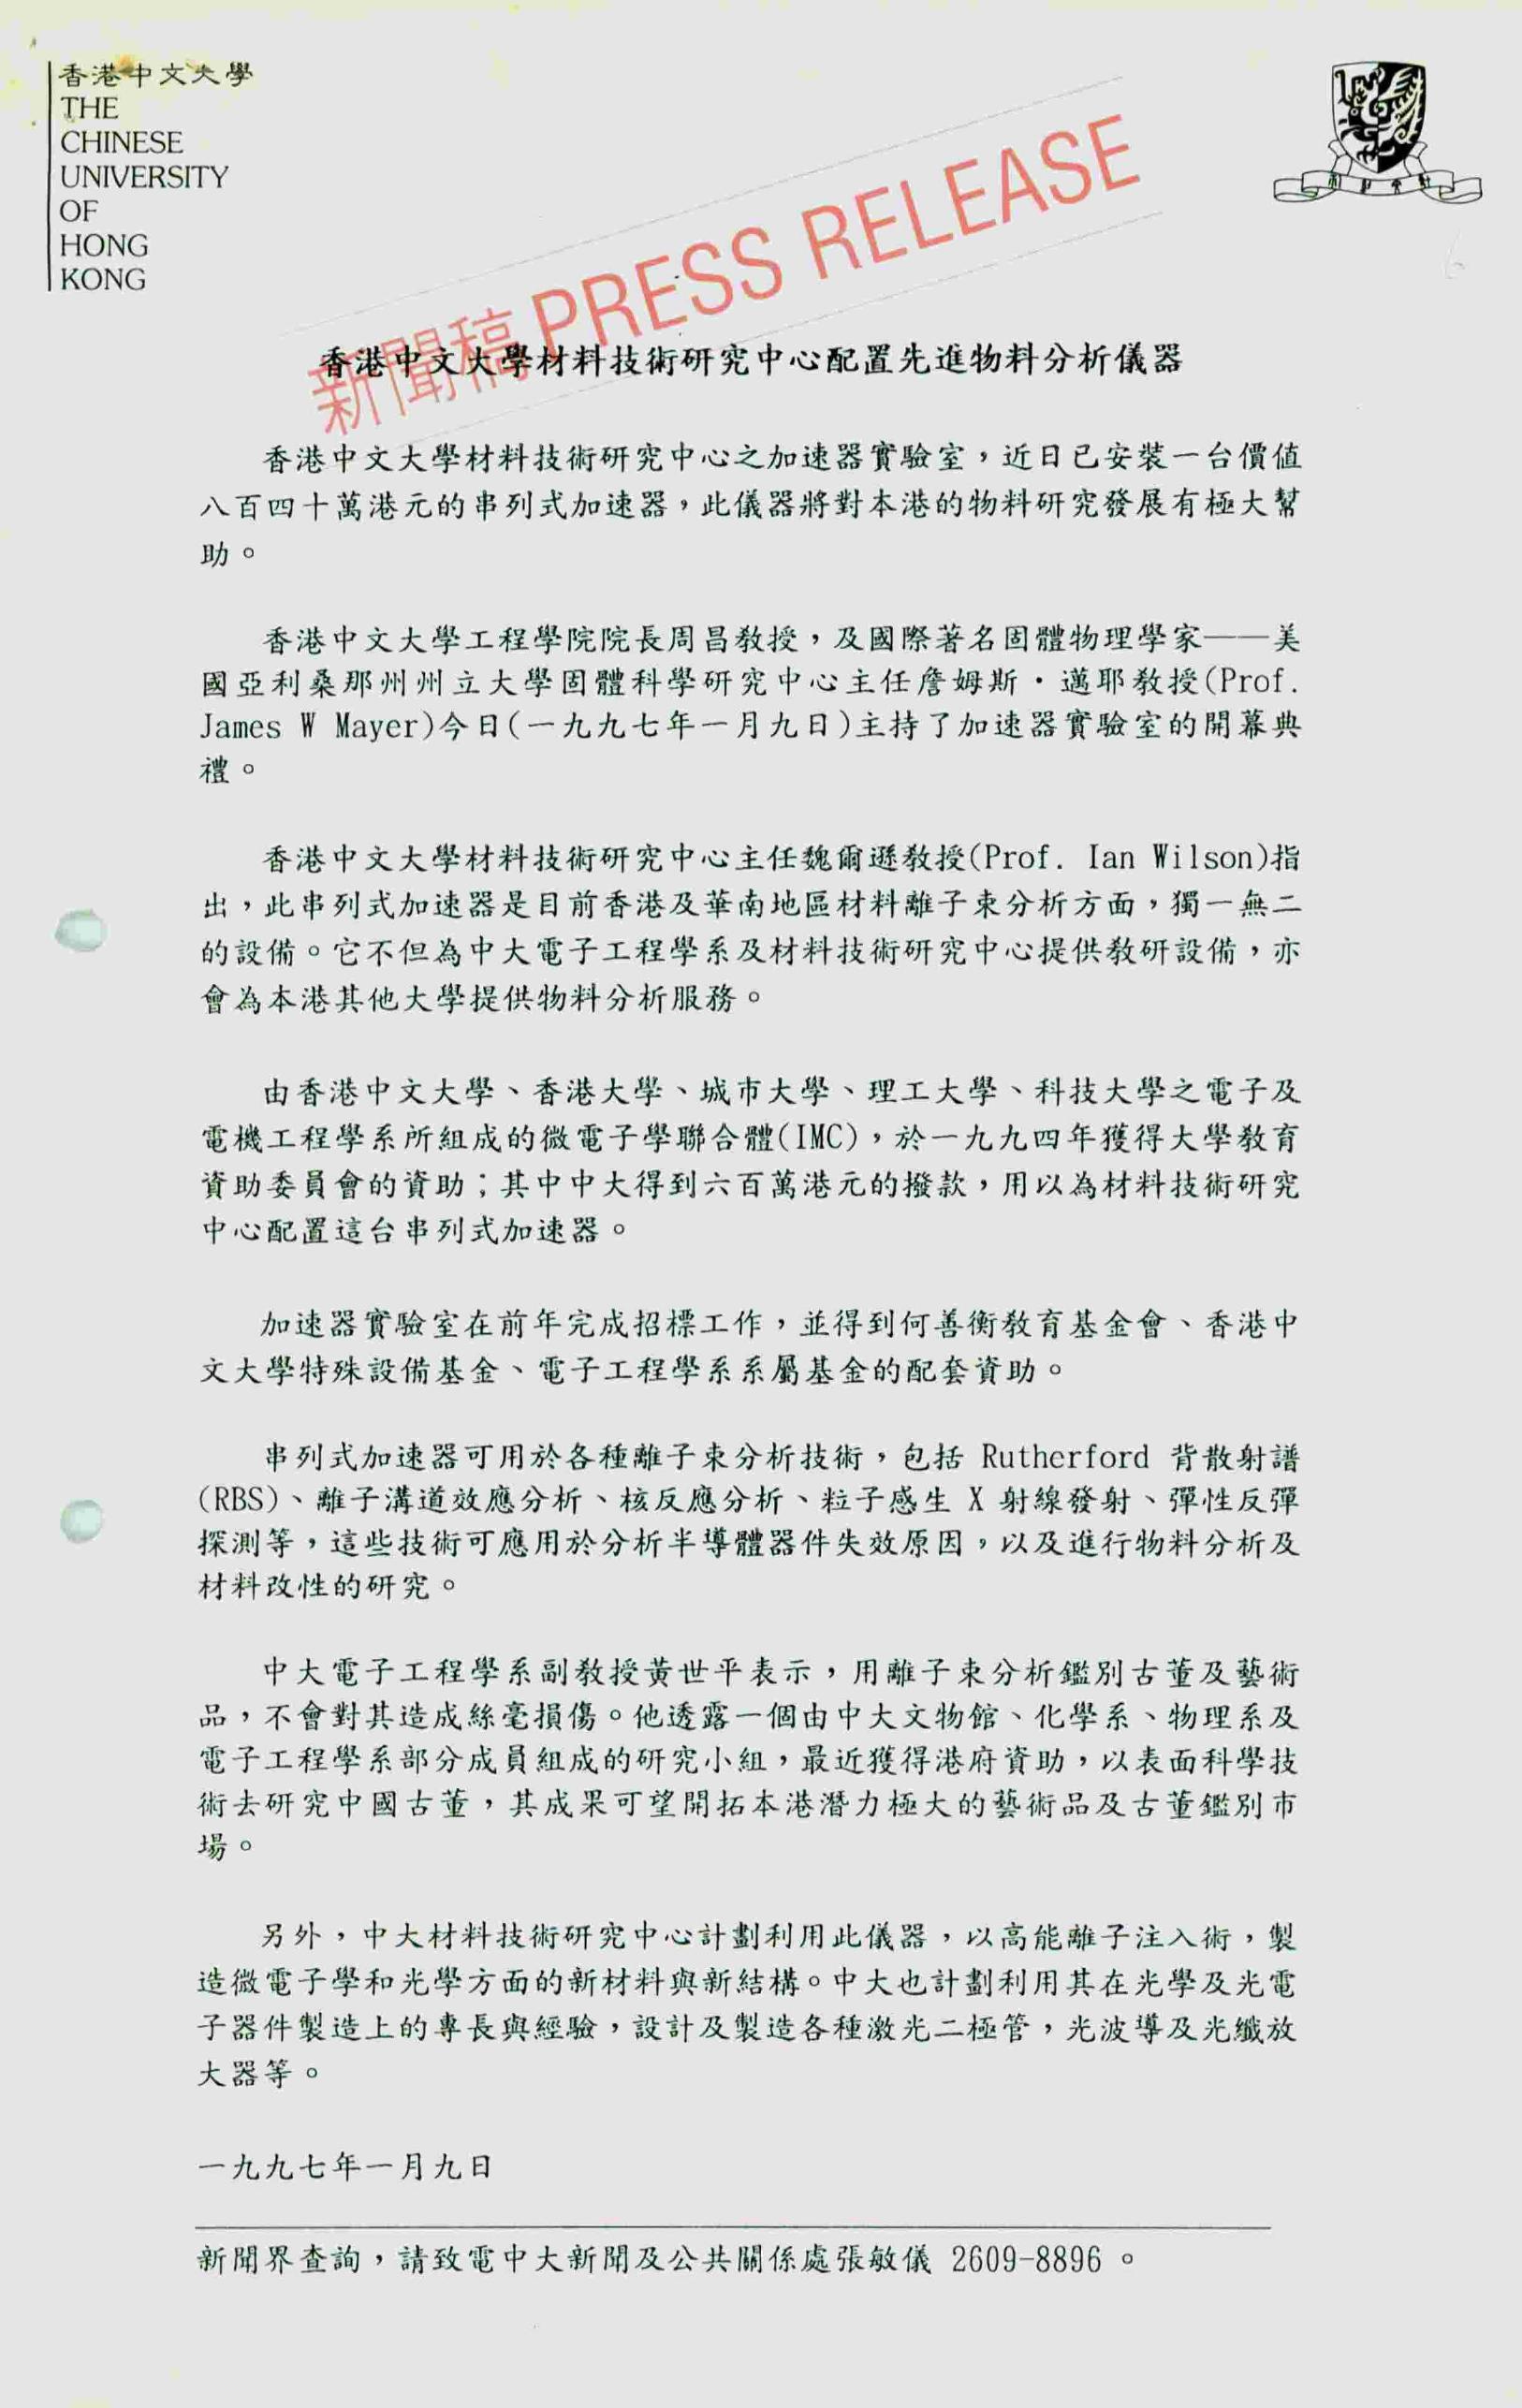 香港中文大學
THE
CHINESE
UNIVERSITY
OF
HONG
KONG
新聞稿 PRESS RELEASE
香港中文大學材料技術研究中心配置先進物料分析儀器
香港中文大學材料技術研究中心之加速器實驗室，近日已安裝一台價值
八百四十萬港元的串列式加速器，此儀器將對本港的物料研究發展有極大幫
助。
香港中文大學工程學院院長周昌教授，及國際著名固體物理學家——美
國亞利桑那州州立大學固體科學研究中心主任詹姆斯·邁耶教授(Prof.
James W Mayer)今日(一九九七年一月九日)主持了加速器實驗室的開幕典
禮。
香港中文大學材料技術研究中心主任魏爾遜教授(Prof. Ian Wilson)指
出，此串列式加速器是目前香港及華南地區材料離子束分析方面，獨一無二
的設備。它不但為中大電子工程學系及材料技術研究中心提供教研設備，亦
會為本港其他大學提供物料分析服務。
由香港中文大學、香港大學、城市大學、理工大學、科技大學之電子及
電機工程學系所組成的微電子學聯合體(IMC)，於一九九四年獲得大學教育
資助委員會的資助；其中中大得到六百萬港元的撥款，用以為材料技術研究
中心配置這台串列式加速器。
加速器實驗室在前年完成招標工作，並得到何善衡教育基金會、香港中
文大學特殊設備基金、電子工程學系系屬基金的配套資助。
串列式加速器可用於各種離子束分析技術，包括 Rutherford 背散射譜
(RBS)、離子溝道效應分析、核反應分析、粒子感生 X 射線發射、彈性反彈
探測等，這些技術可應用於分析半導體器件失效原因，以及進行物料分析及
材料改性的研究。
中大電子工程學系副教授黃世平表示，用離子束分析鑑別古董及藝術
品，不會對其造成絲毫損傷。他透露一個由中大文物館、化學系、物理系及
電子工程學系部分成員組成的研究小組，最近獲得港府資助，以表面科學技
術去研究中國古董，其成果可望開拓本港潛力極大的藝術品及古董鑑別市
場。
另外，中大材料技術研究中心計劃利用此儀器，以高能離子注入術，製
造微電子學和光學方面的新材料與新結構。中大也計劃利用其在光學及光電
子器件製造上的專長與經驗，設計及製造各種激光二極管，光波導及光纖放
大器等。
一九九七年一月九日
新聞界查詢，請致電中大新聞及公共關係處張敏儀 2609-8896 。